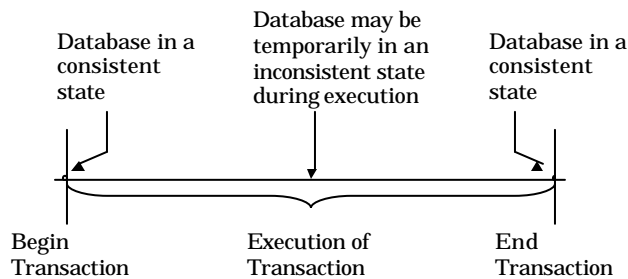 Database in a
consistent
state
Database may be
temporarily in an
inconsistent state
during execution
Database in a
consistent
state
Begin
Transaction
Execution of
Transaction
End
Transaction